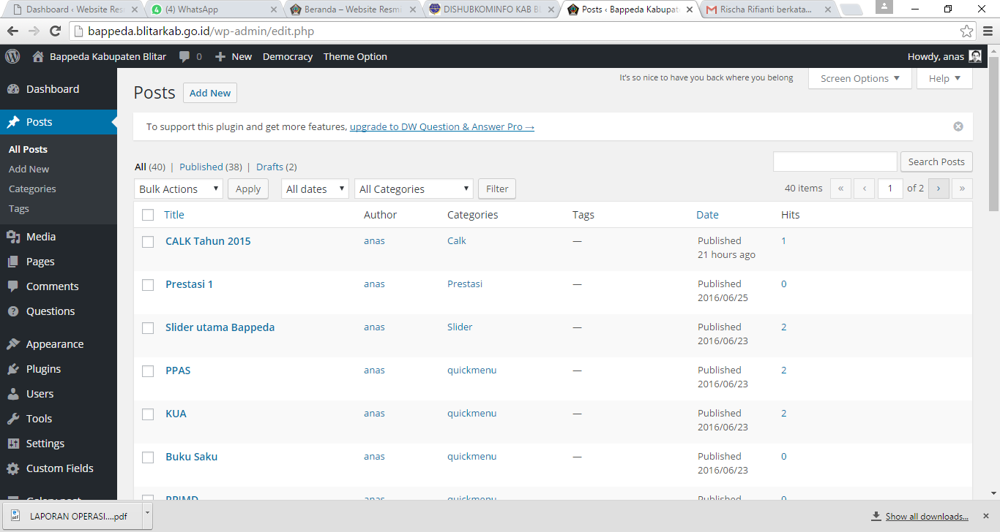 Dashboard ‹ Website Res
(4) WhatsApp
Beranda – Website Resm
DISHUBKOMINFO KAB BL
Posts ‹ Bappeda Kabupat
Rischa Rifianti berkata...
bappeda.blitarkab.go.id/wp-admin/edit.php
Bappeda Kabupaten Blitar 0 + New Democracy Theme Option Howdy, anas
Dashboard
Posts
All Posts
Add New
Categories
Tags
Media
Pages
Comments
Questions
Appearance
Plugins
Users
Tools
Settings
Custom Fields
Galery post
It's so nice to have you back where you belong
Screen Options
Help
Posts Add New
To support this plugin and get more features, upgrade to DW Question & Answer Pro →
All (40) | Published (38) | Drafts (2)
Search Posts
Bulk Actions Apply All dates All Categories Filter 40 items « ‹ 1 of 2 › »
Title Author Categories Tags Date Hits
CALK Tahun 2015 anas Calk — Published 1
21 hours ago
Prestasi 1 anas Prestasi — Published 0
2016/06/25
Slider utama Bappeda anas Slider — Published 2
2016/06/23
PPAS anas quickmenu — Published 2
2016/06/23
KUA anas quickmenu — Published 2
2016/06/23
Buku Saku anas quickmenu — Published 0
2016/06/23
anas quickmenu Published 0
LAPORAN OPERASI....pdf
Show all downloads...